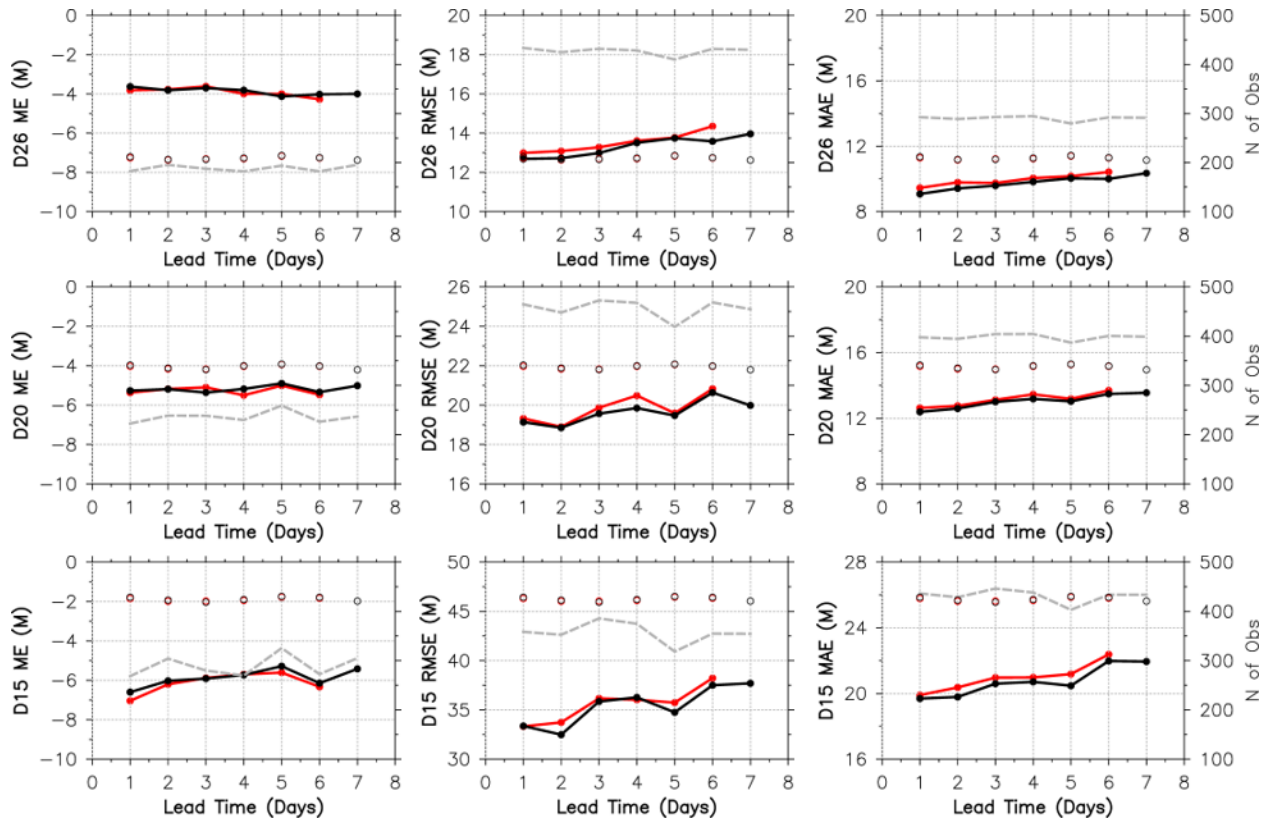 D26 ME (M)
0
−2
−4
−6
−8
−10
0 1 2 3 4 5 6 7 8
Lead Time (Days)
D26 RMSE (M)
20
18
16
14
12
10
0 1 2 3 4 5 6 7 8
Lead Time (Days)
D26 MAE (M)
20
16
12
8
0 1 2 3 4 5 6 7 8
Lead Time (Days)
500
400
300
200
100
N of Obs
D20 ME (M)
0
−2
−4
−6
−8
−10
0 1 2 3 4 5 6 7 8
Lead Time (Days)
D20 RMSE (M)
26
24
22
20
18
16
0 1 2 3 4 5 6 7 8
Lead Time (Days)
D20 MAE (M)
20
16
12
8
0 1 2 3 4 5 6 7 8
Lead Time (Days)
500
400
300
200
100
N of Obs
D15 ME (M)
0
−2
−4
−6
−8
−10
0 1 2 3 4 5 6 7 8
Lead Time (Days)
D15 RMSE (M)
50
45
40
35
30
0 1 2 3 4 5 6 7 8
Lead Time (Days)
D15 MAE (M)
28
24
20
16
0 1 2 3 4 5 6 7 8
Lead Time (Days)
500
400
300
200
100
N of Obs